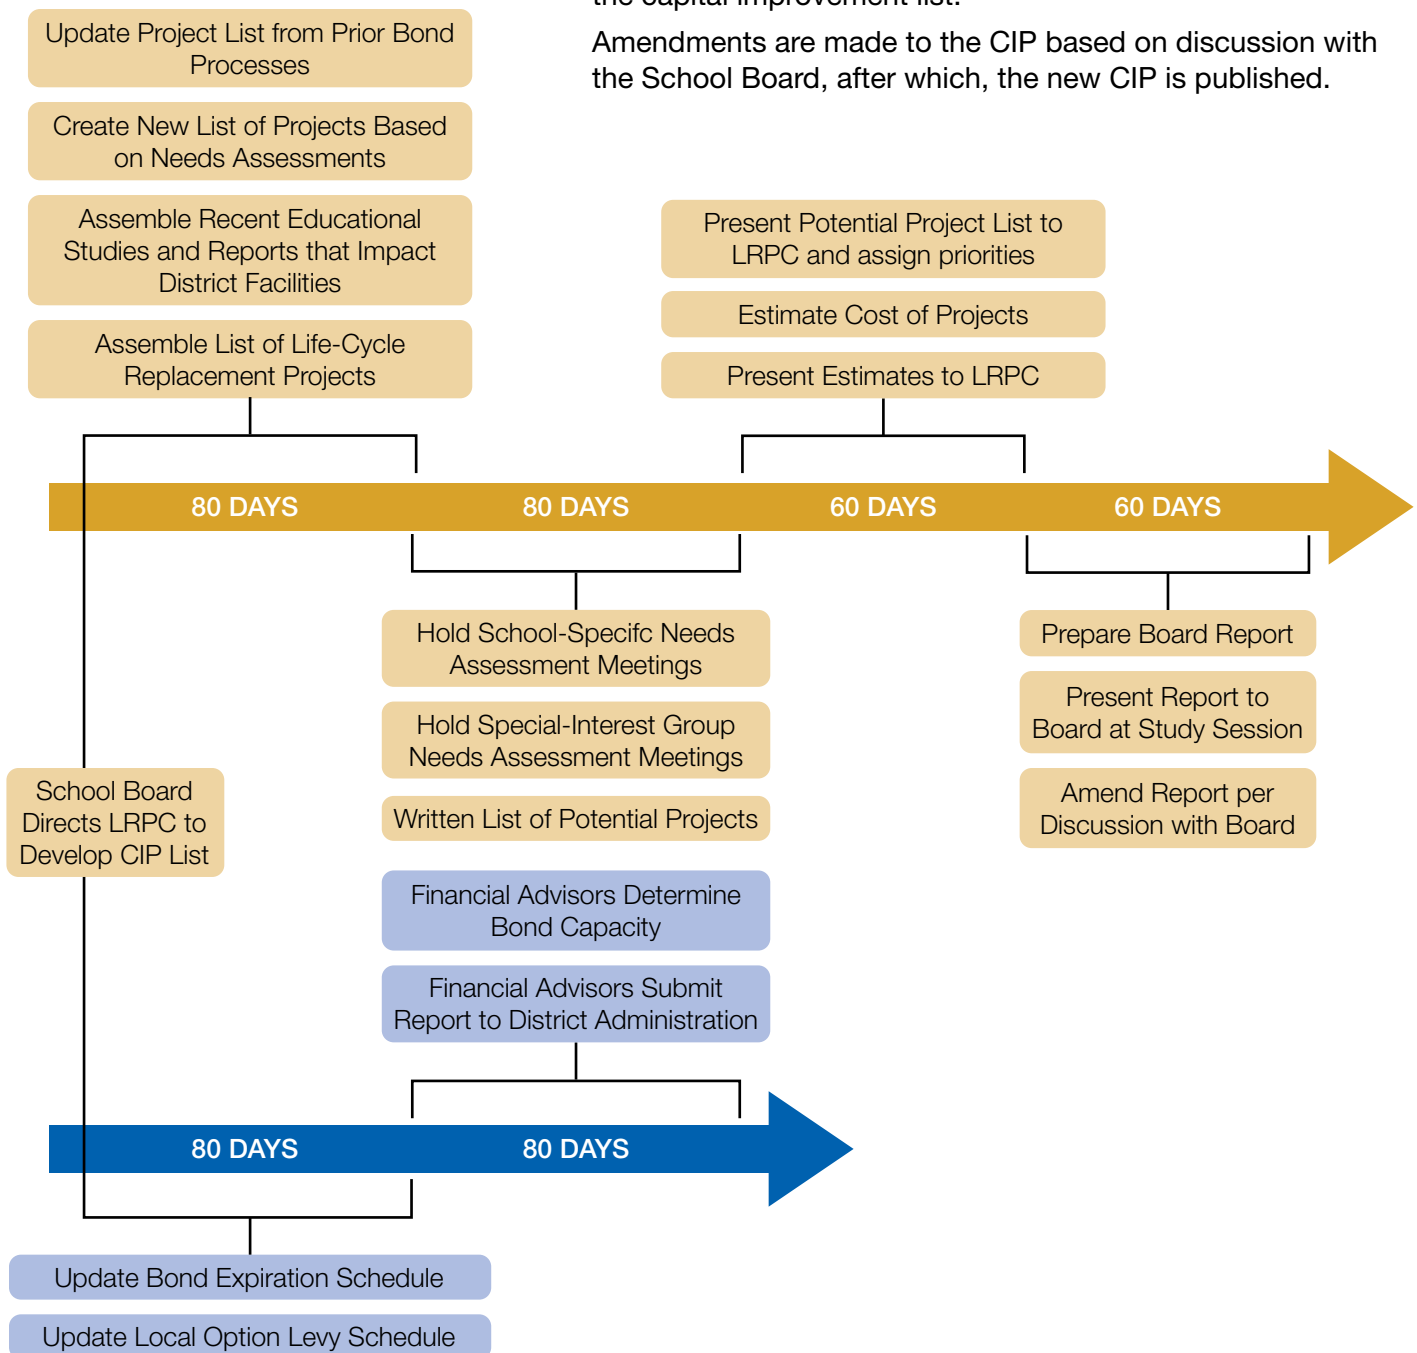 the capital improvement list.
Amendments are made to the CIP based on discussion with
the School Board, after which, the new CIP is published.
Update Project List from Prior Bond
Processes
Create New List of Projects Based
on Needs Assessments
Assemble Recent Educational
Studies and Reports that Impact
District Facilities
Assemble List of Life-Cycle
Replacement Projects
Present Potential Project List to
LRPC and assign priorities
Estimate Cost of Projects
Present Estimates to LRPC
80 DAYS
80 DAYS
60 DAYS
60 DAYS
Hold School-Specifc Needs
Assessment Meetings
Hold Special-Interest Group
Needs Assessment Meetings
Written List of Potential Projects
Prepare Board Report
Present Report to
Board at Study Session
Amend Report per
Discussion with Board
School Board
Directs LRPC to
Develop CIP List
Financial Advisors Determine
Bond Capacity
Financial Advisors Submit
Report to District Administration
80 DAYS
80 DAYS
Update Bond Expiration Schedule
Update Local Option Levy Schedule